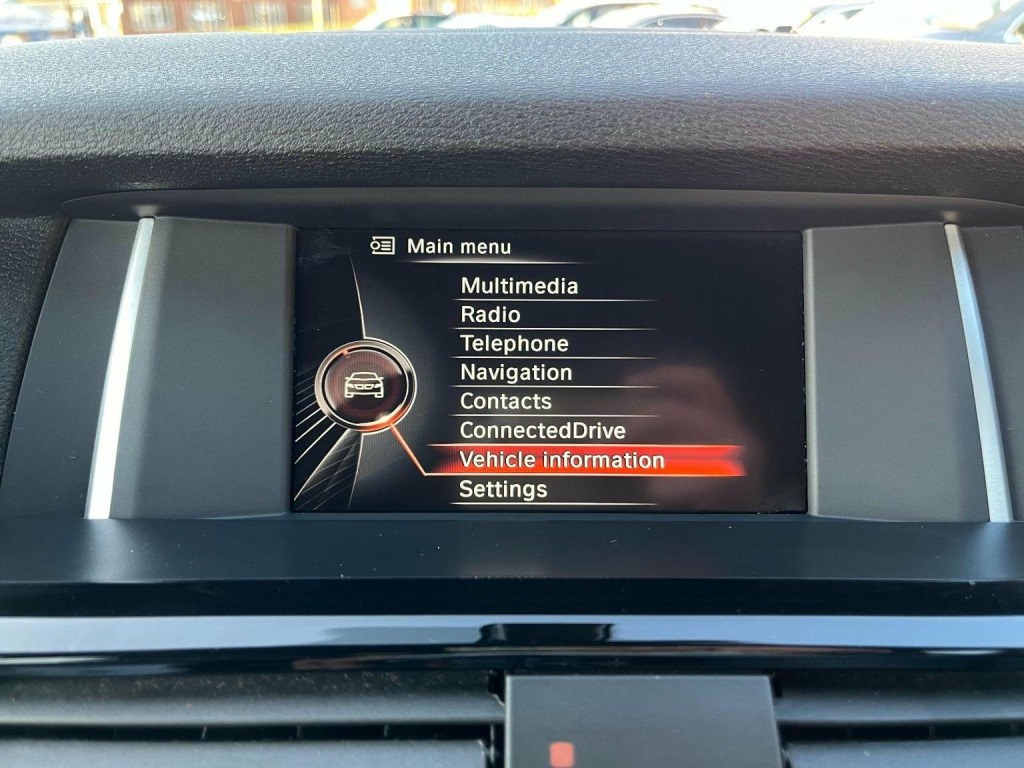 Main menu
Multimedia
Radio
Telephone
Navigation
Contacts
ConnectedDrive
Vehicle information
Settings